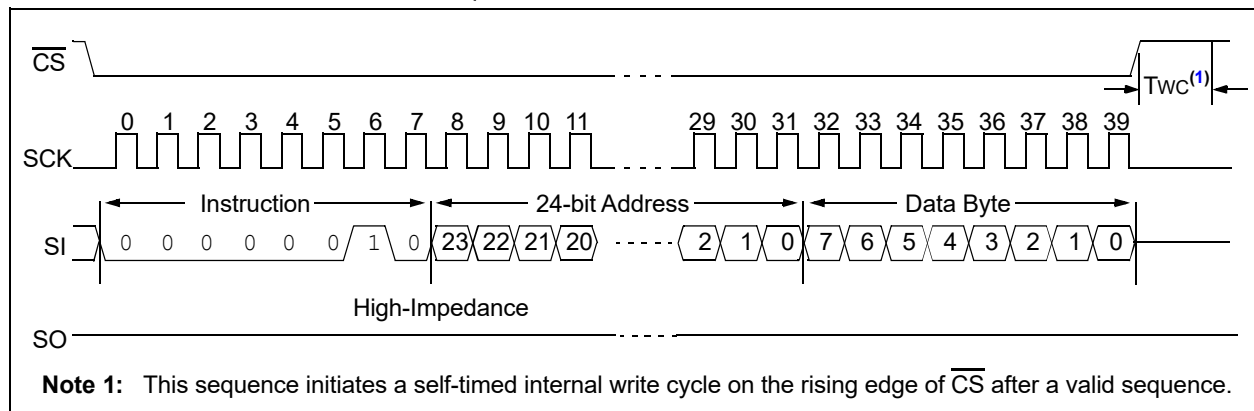 CS
TWC(1)
0 1 2 3 4 5 6 7 8 9 10 11 29 30 31 32 33 34 35 36 37 38 39
SCK
Instruction 24-bit Address Data Byte
SI 0 0 0 0 0 0 1 0 23 22 21 20 2 1 0 7 6 5 4 3 2 1 0
High-Impedance
SO
Note 1: This sequence initiates a self-timed internal write cycle on the rising edge of CS after a valid sequence.